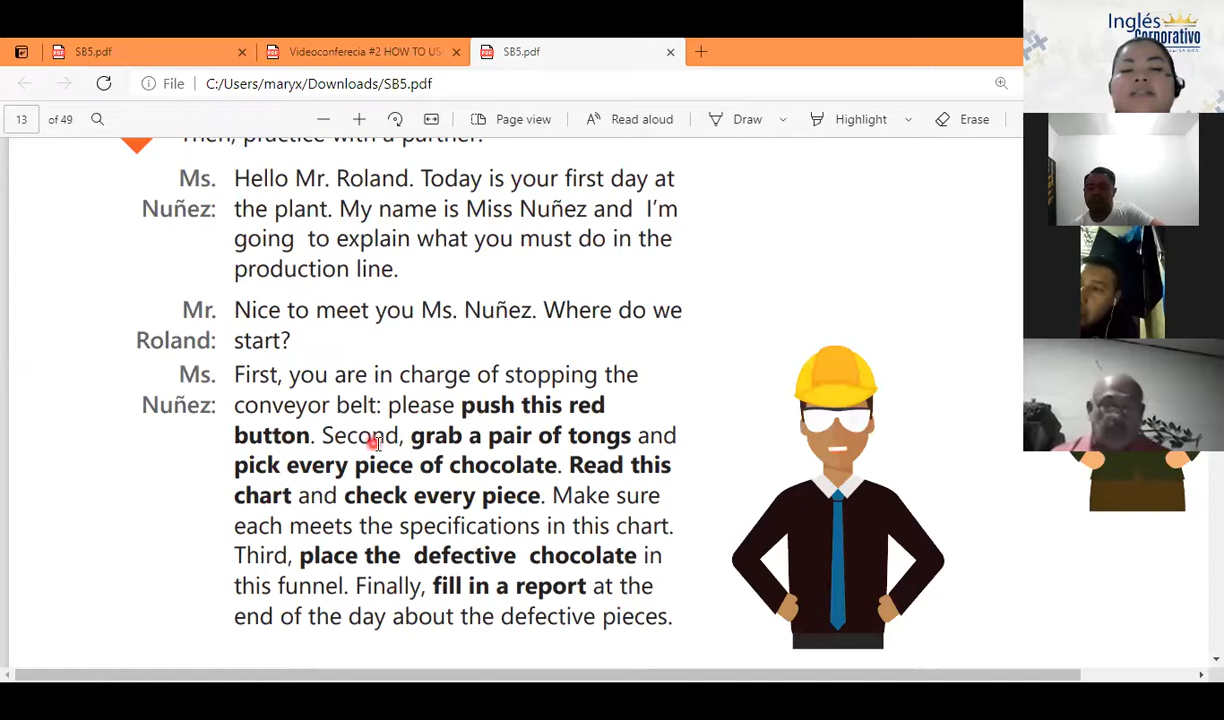 SB5.pdf
Videoconferecia #2 HOW TO US
SB5.pdf
File C:/Users/maryx/Downloads/SB5.pdf
13 of 49
Page view
Read aloud
Draw
Highlight
Erase
Then, practice with a partner.
Ms. Hello Mr. Roland. Today is your first day at
Nuñez: the plant. My name is Miss Nuñez and I'm
going to explain what you must do in the
production line.
Mr. Nice to meet you Ms. Nuñez. Where do we
Roland: start?
Ms. First, you are in charge of stopping the
Nuñez: conveyor belt: please push this red
button. Second, grab a pair of tongs and
pick every piece of chocolate. Read this
chart and check every piece. Make sure
each meets the specifications in this chart.
Third, place the defective chocolate in
this funnel. Finally, fill in a report at the
end of the day about the defective pieces.
Inglés
Corporativo